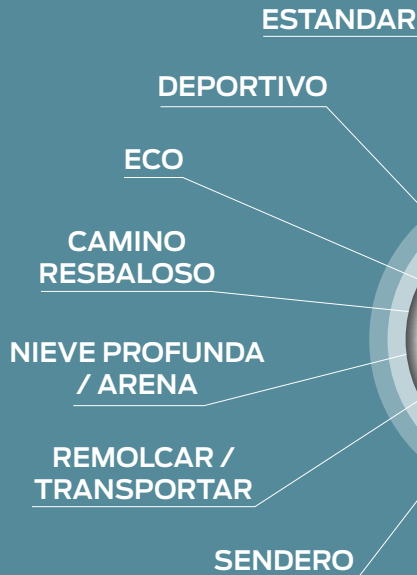 ESTANDAR
DEPORTIVO
ECO
CAMINO
RESBALOSO
NIEVE PROFUNDA
/ ARENA
REMOLCAR /
TRANSPORTAR
SENDERO